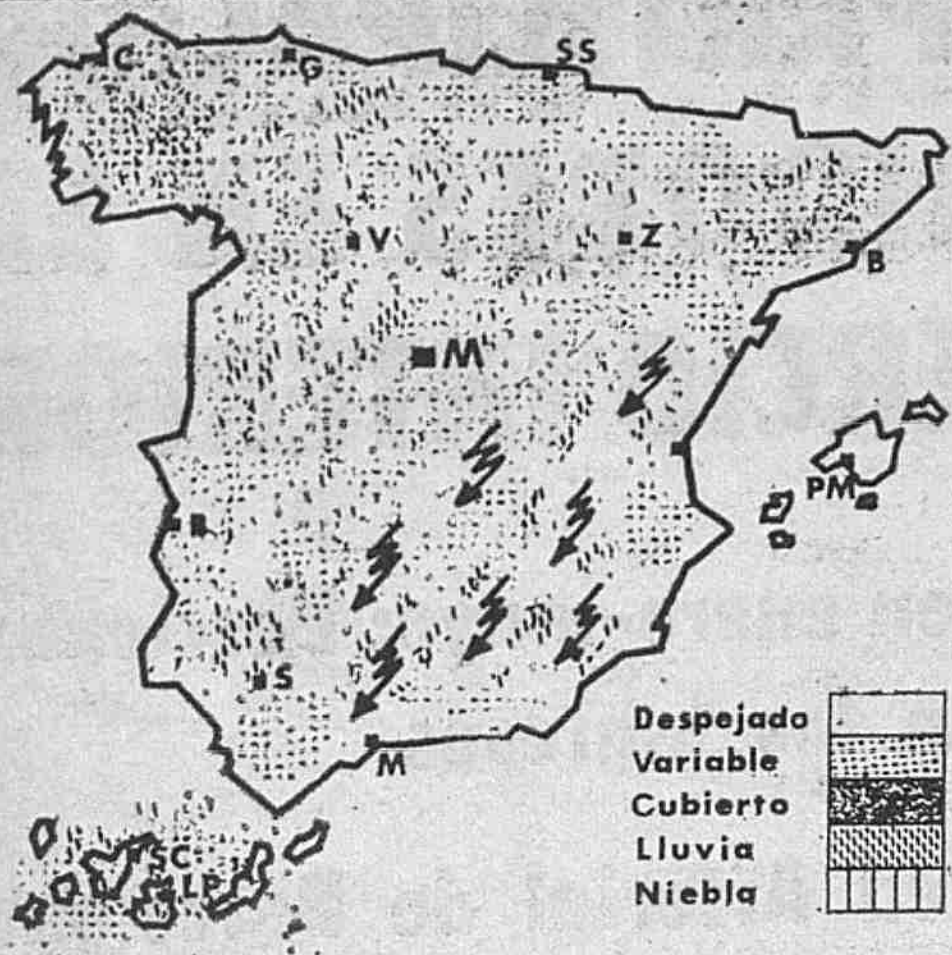 C
G
SS
V
Z
B
M
PM
B
S
M
SC
LP
Despejado
Variable
Cubierto
Lluvia
Niebla